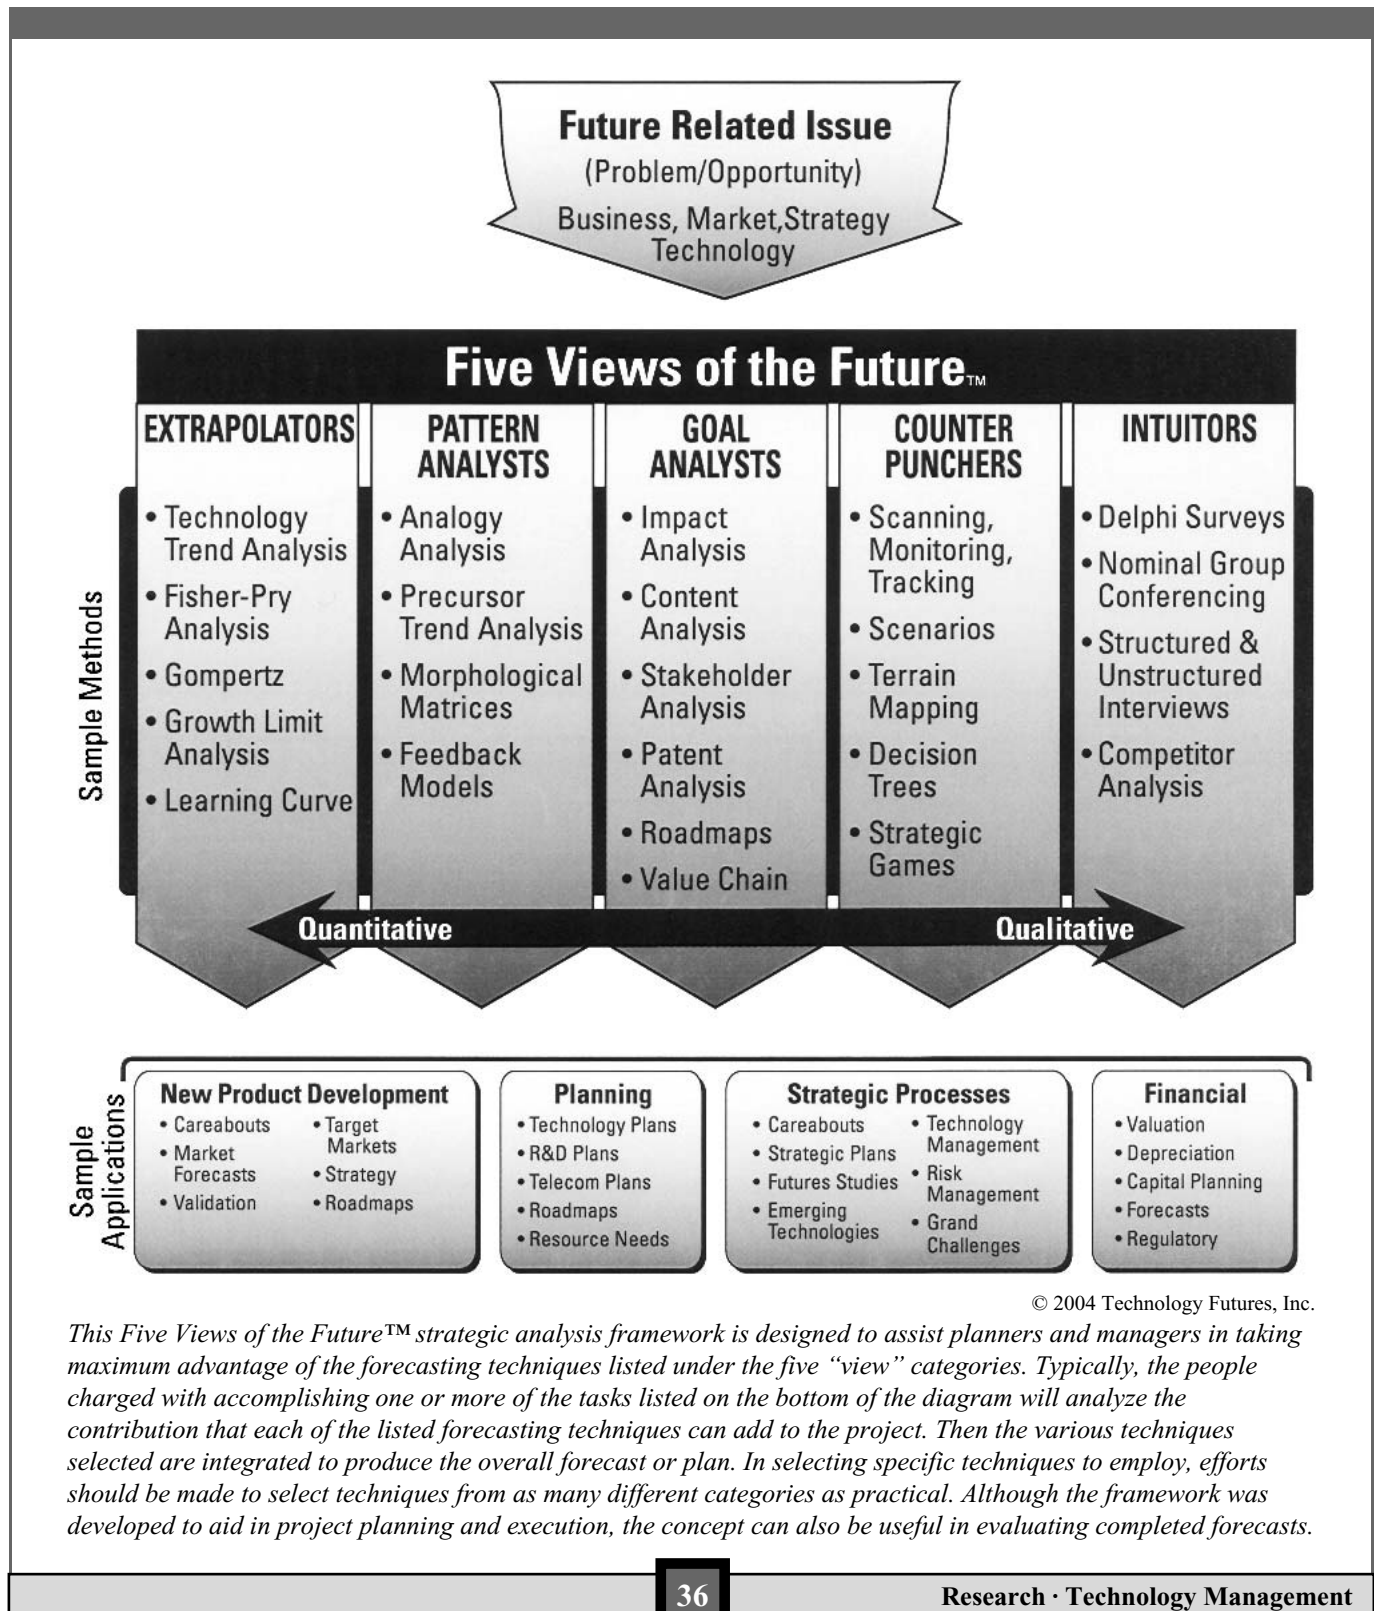 Future Related Issue
(Problem/Opportunity)
Business, Market,Strategy
Technology
Five Views of the Future™
EXTRAPOLATORS
• Technology
Trend Analysis
• Fisher-Pry
Analysis
• Gompertz
• Growth Limit
Analysis
• Learning Curve
PATTERN
ANALYSTS
• Analogy
Analysis
• Precursor
Trend Analysis
• Morphological
Matrices
• Feedback
Models
GOAL
ANALYSTS
• Impact
Analysis
• Content
Analysis
• Stakeholder
Analysis
• Patent
Analysis
• Roadmaps
• Value Chain
COUNTER
PUNCHERS
• Scanning,
Monitoring,
Tracking
• Scenarios
• Terrain
Mapping
• Decision
Trees
• Strategic
Games
INTUITORS
• Delphi Surveys
• Nominal Group
Conferencing
• Structured &
Unstructured
Interviews
• Competitor
Analysis
Sample Methods
Quantitative
Qualitative
Sample
Applications
New Product Development
• Careabouts
• Market
Forecasts
• Validation
• Target
Markets
• Strategy
• Roadmaps
Planning
• Technology Plans
• R&D Plans
• Telecom Plans
• Roadmaps
• Resource Needs
Strategic Processes
• Careabouts
• Strategic Plans
• Futures Studies
• Emerging
Technologies
• Technology
Management
• Risk
Management
• Grand
Challenges
Financial
• Valuation
• Depreciation
• Capital Planning
• Forecasts
• Regulatory
© 2004 Technology Futures, Inc.
This Five Views of the Future™ strategic analysis framework is designed to assist planners and managers in taking
maximum advantage of the forecasting techniques listed under the five “view” categories. Typically, the people
charged with accomplishing one or more of the tasks listed on the bottom of the diagram will analyze the
contribution that each of the listed forecasting techniques can add to the project. Then the various techniques
selected are integrated to produce the overall forecast or plan. In selecting specific techniques to employ, efforts
should be made to select techniques from as many different categories as practical. Although the framework was
developed to aid in project planning and execution, the concept can also be useful in evaluating completed forecasts.
36
Research · Technology Management